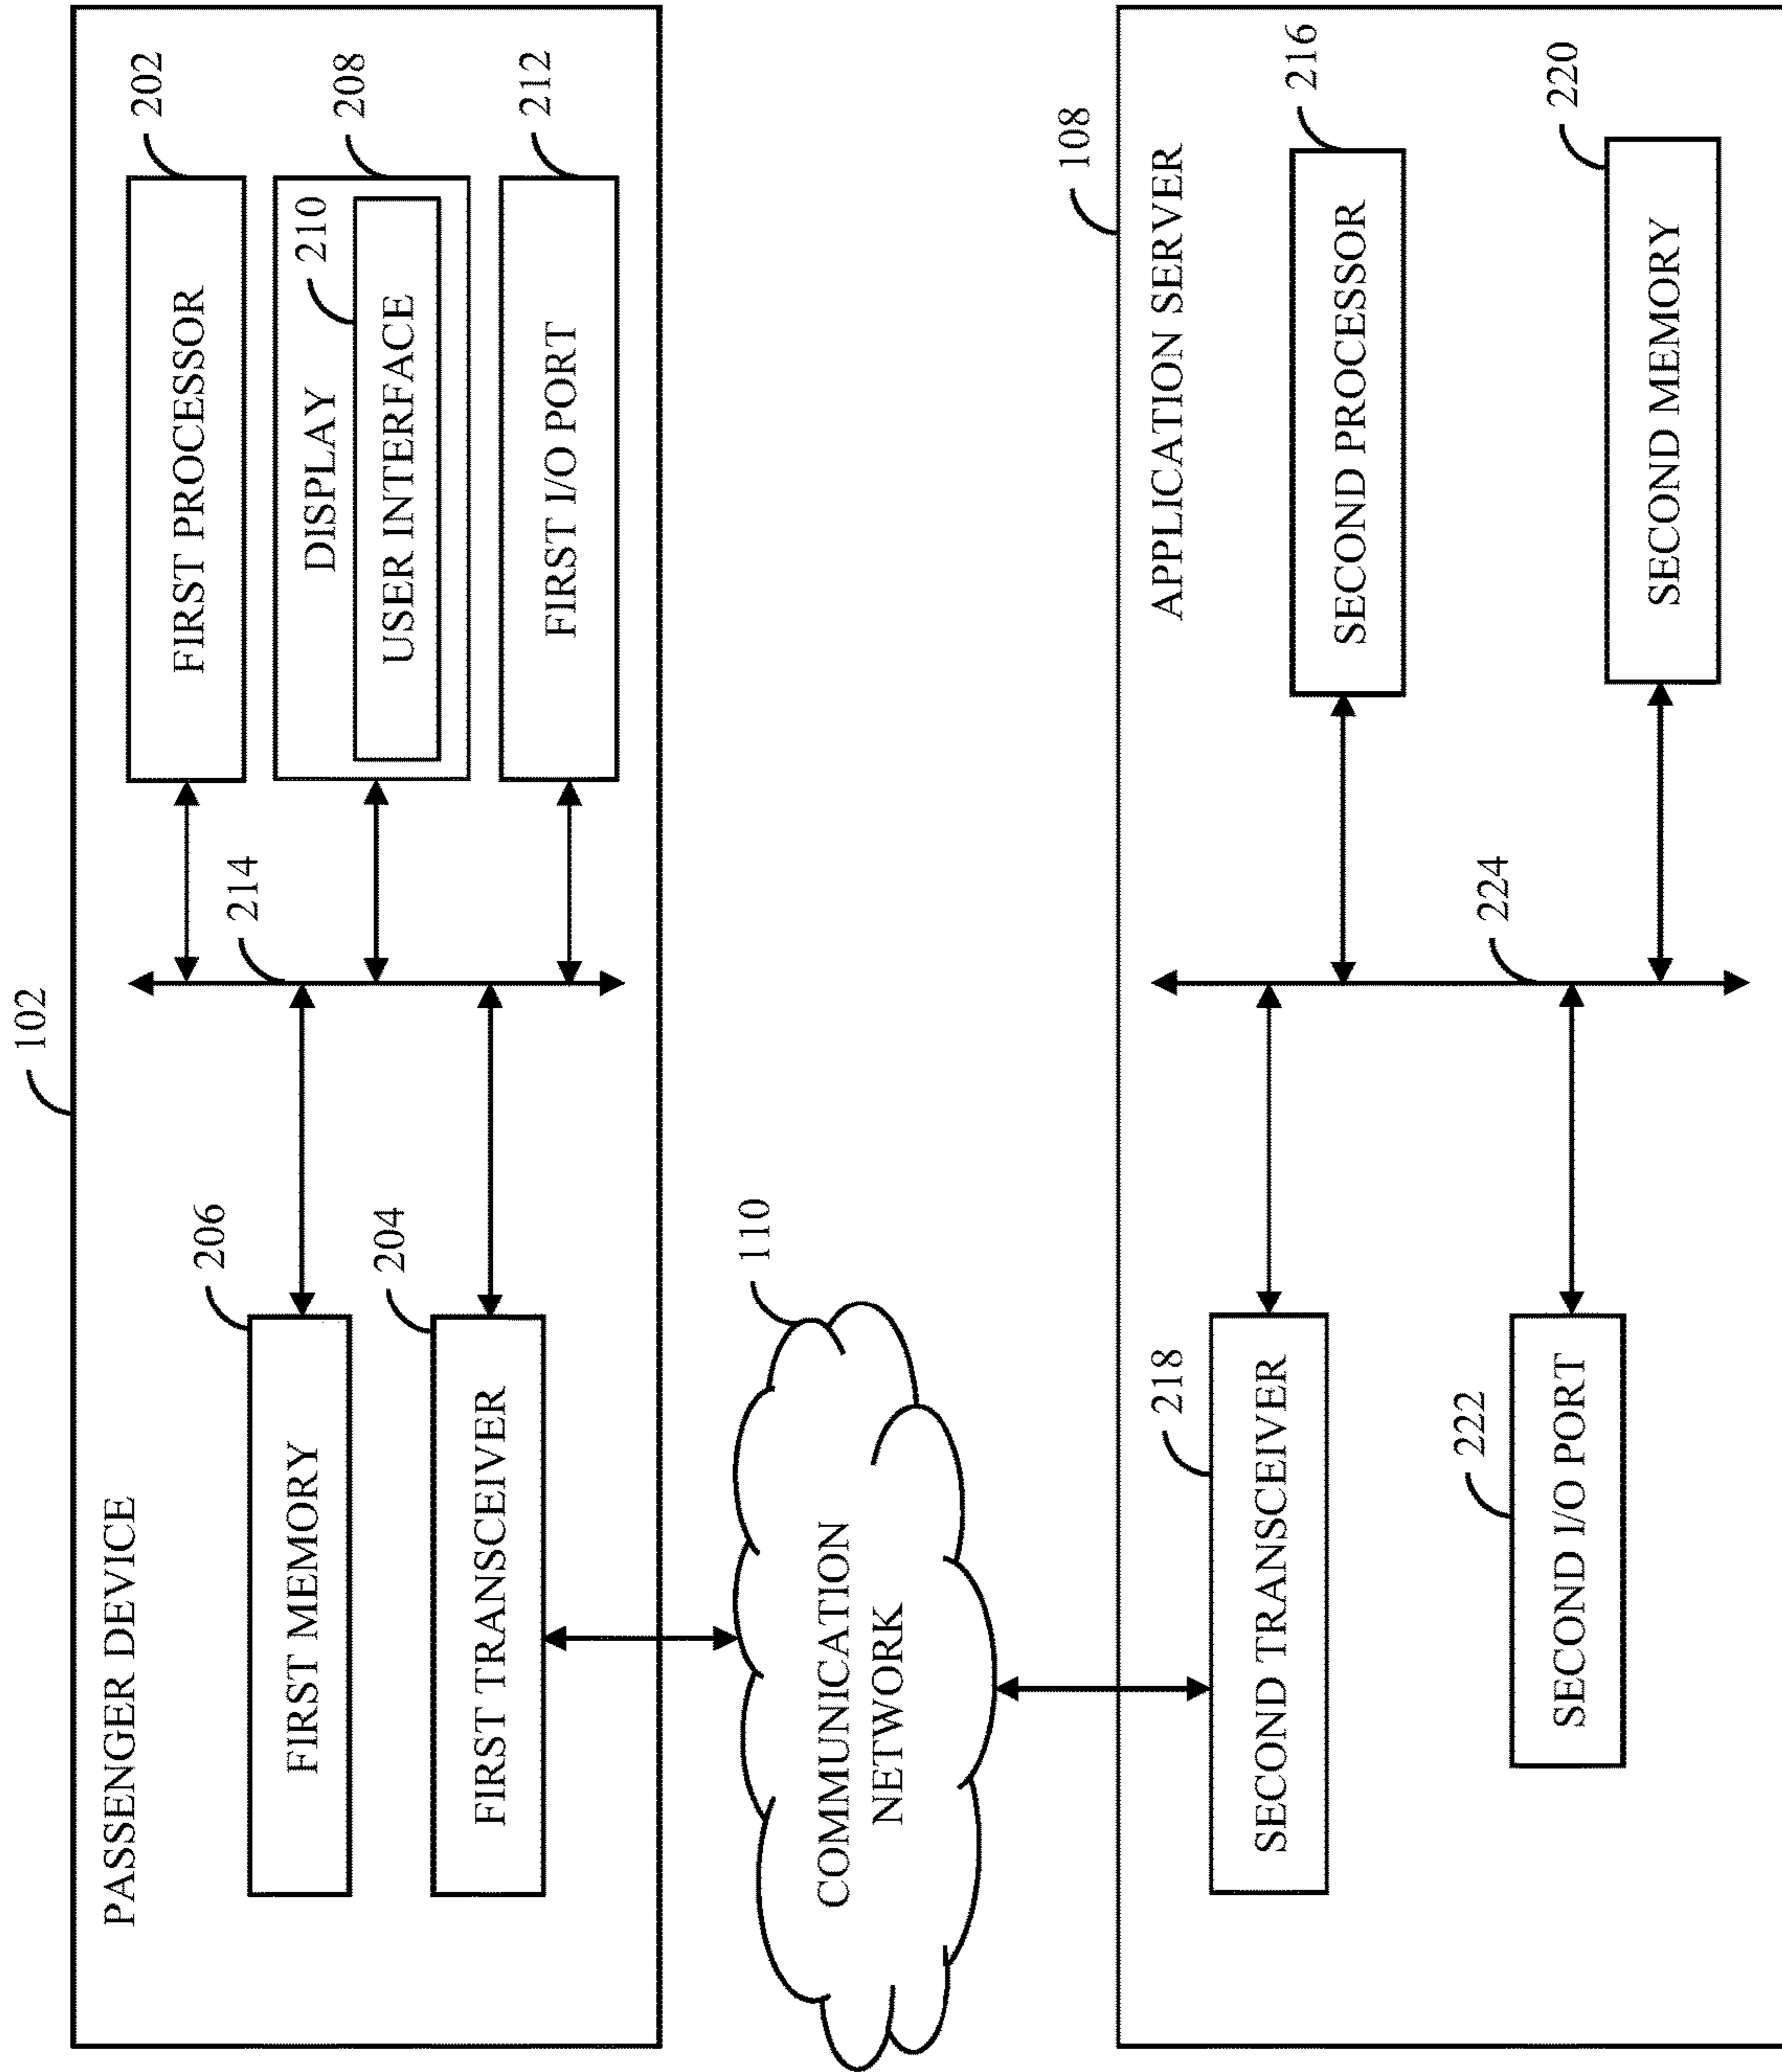 102
PASSENGER DEVICE
206
FIRST MEMORY
204
FIRST TRANSCEIVER
214
202
FIRST PROCESSOR
208
DISPLAY
210
USER INTERFACE
212
FIRST I/O PORT
110
COMMUNICATION
NETWORK
108
APPLICATION SERVER
218
SECOND TRANSCEIVER
222
SECOND I/O PORT
224
216
SECOND PROCESSOR
220
SECOND MEMORY